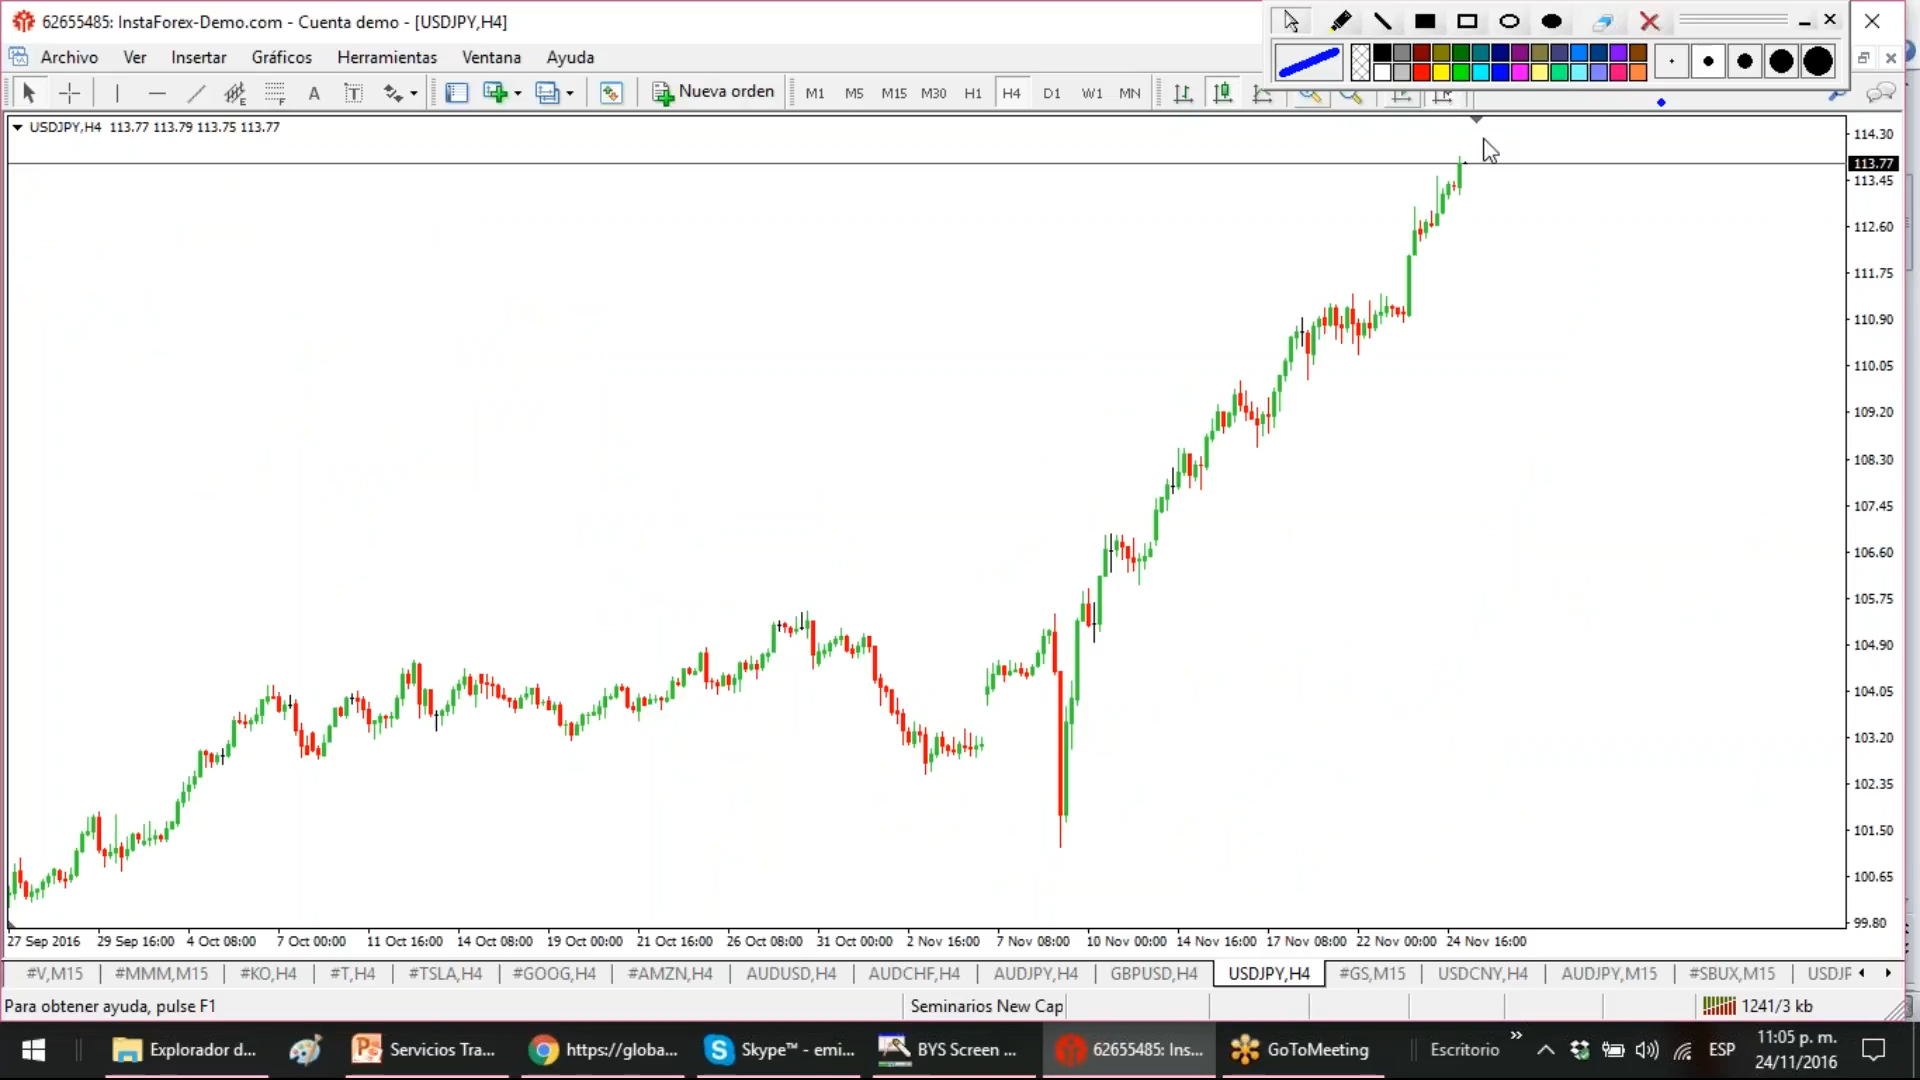 62655485: InstaForex-Demo.com - Cuenta demo - [USDJPY,H4]
Archivo Ver Insertar Gráficos Herramientas Ventana Ayuda
Nueva orden M1 M5 M15 M30 H1 H4 D1 W1 MN
USDJPY,H4 113.77 113.79 113.75 113.77
114.30
113.77
113.45
112.60
111.75
110.90
110.05
109.20
108.30
107.45
106.60
105.75
104.90
104.05
103.20
102.35
101.50
100.65
99.80
27 Sep 2016 29 Sep 16:00 4 Oct 08:00 7 Oct 00:00 11 Oct 16:00 14 Oct 08:00 19 Oct 00:00 21 Oct 16:00 26 Oct 08:00 31 Oct 00:00 2 Nov 16:00 7 Nov 08:00 10 Nov 00:00 14 Nov 16:00 17 Nov 08:00 22 Nov 00:00 24 Nov 16:00
#V,M15 #MMM,M15 #KO,H4 #T,H4 #TSLA,H4 #GOOG,H4 #AMZN,H4 AUDUSD,H4 AUDCHF,H4 AUDJPY,H4 GBPUSD,H4 USDJPY,H4 #GS,M15 USDCNY,H4 AUDJPY,M15 #SBUX,M15 USDJF
Para obtener ayuda, pulse F1 Seminarios New Cap 1241/3 kb
Explorador d... Servicios Tra... https://globa... Skype™ - emi... BYS Screen ... 62655485: Ins... GoToMeeting Escritorio ESP 11:05 p. m.
24/11/2016